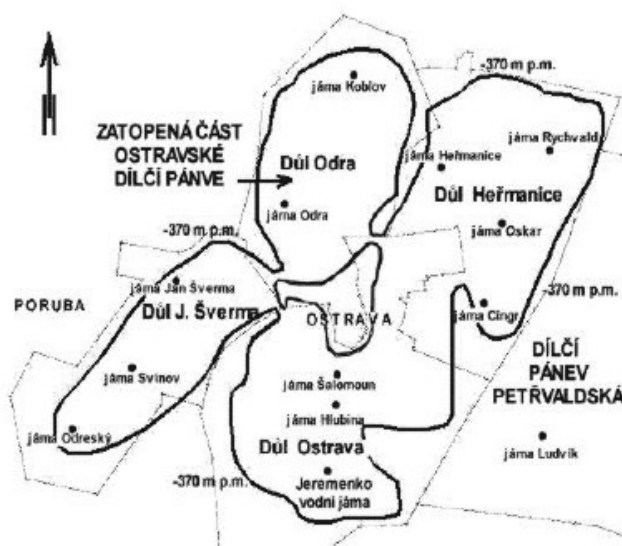 jáma Koblov
-370 m p.m.
ZATOPENÁ ČÁST
OSTRAVSKÉ
DÍLČÍ PÁNVE
Důl Odra
jáma Odra
jáma Rychvald
jáma Heřmanice
Důl Heřmanice
jáma Oskar
-370 m p.m.
jáma Jan Šverma
Důl J. Šverma
PORUBA
OSTRAVA
-370 m p.m.
jáma Cingr
jáma Svinov
jáma Odreský
jáma Šalomoun
jáma Hlubina
Důl Ostrava
DÍLČÍ
PÁNEV
PETŘVALDSKÁ
jáma Ludvík
-370 m p.m.
Jeremenko
vodní jáma